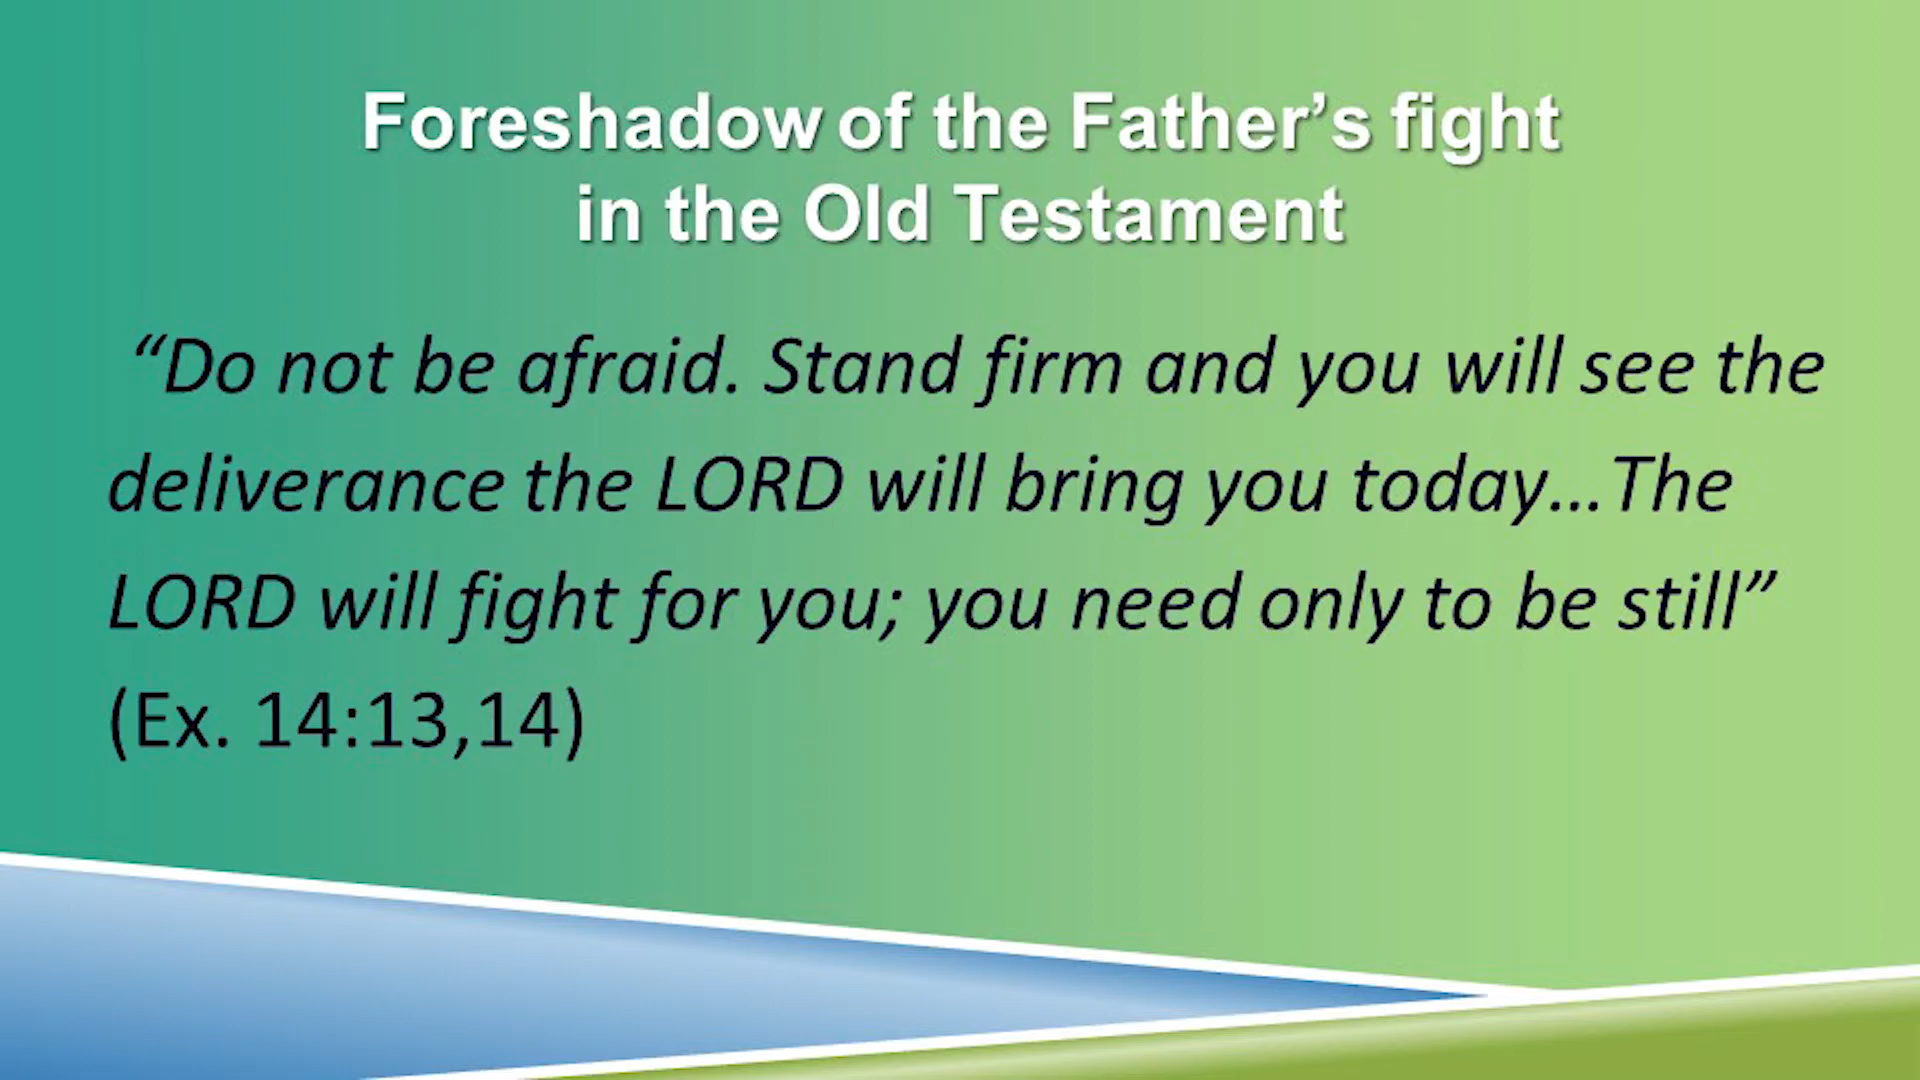 Foreshadow of the Father’s fight
in the Old Testament
“Do not be afraid. Stand firm and you will see the
deliverance the LORD will bring you today…The
LORD will fight for you; you need only to be still”
(Ex. 14:13,14)